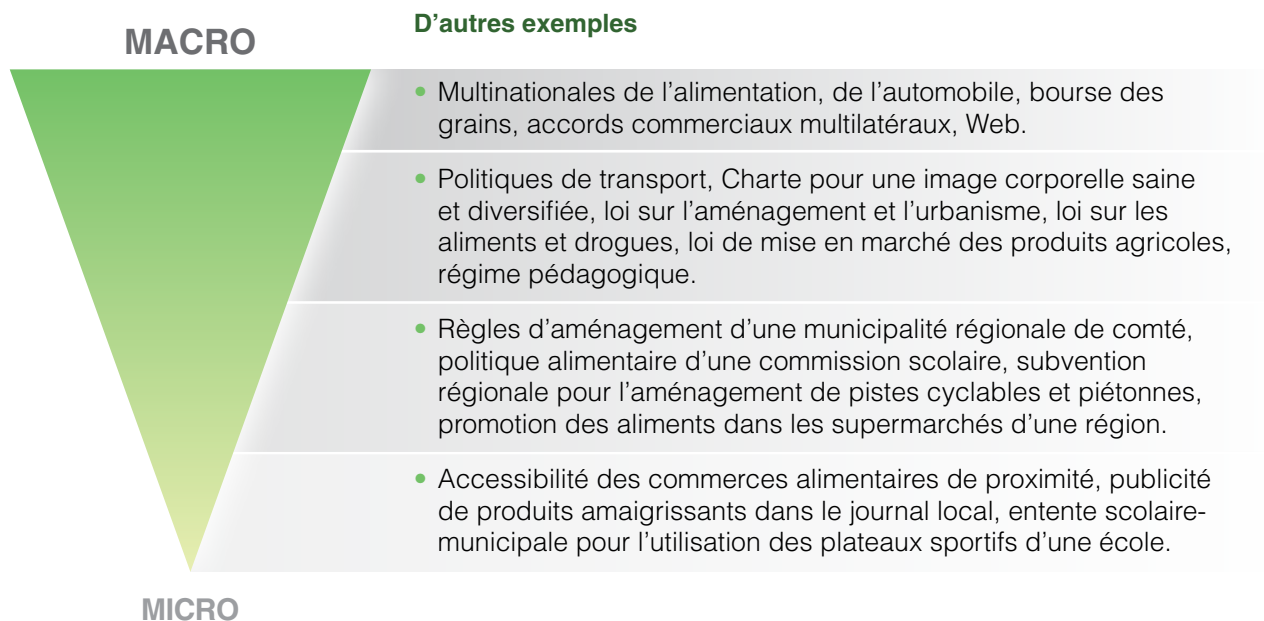 MACRO
D’autres exemples
• Multinationales de l’alimentation, de l’automobile, bourse des
grains, accords commerciaux multilatéraux, Web.
• Politiques de transport, Charte pour une image corporelle saine
et diversifiée, loi sur l’aménagement et l’urbanisme, loi sur les
aliments et drogues, loi de mise en marché des produits agricoles,
régime pédagogique.
• Règles d’aménagement d’une municipalité régionale de comté,
politique alimentaire d’une commission scolaire, subvention
régionale pour l’aménagement de pistes cyclables et piétonnes,
promotion des aliments dans les supermarchés d’une région.
• Accessibilité des commerces alimentaires de proximité, publicité
de produits amaigrissants dans le journal local, entente scolaire-
municipale pour l’utilisation des plateaux sportifs d’une école.
MICRO